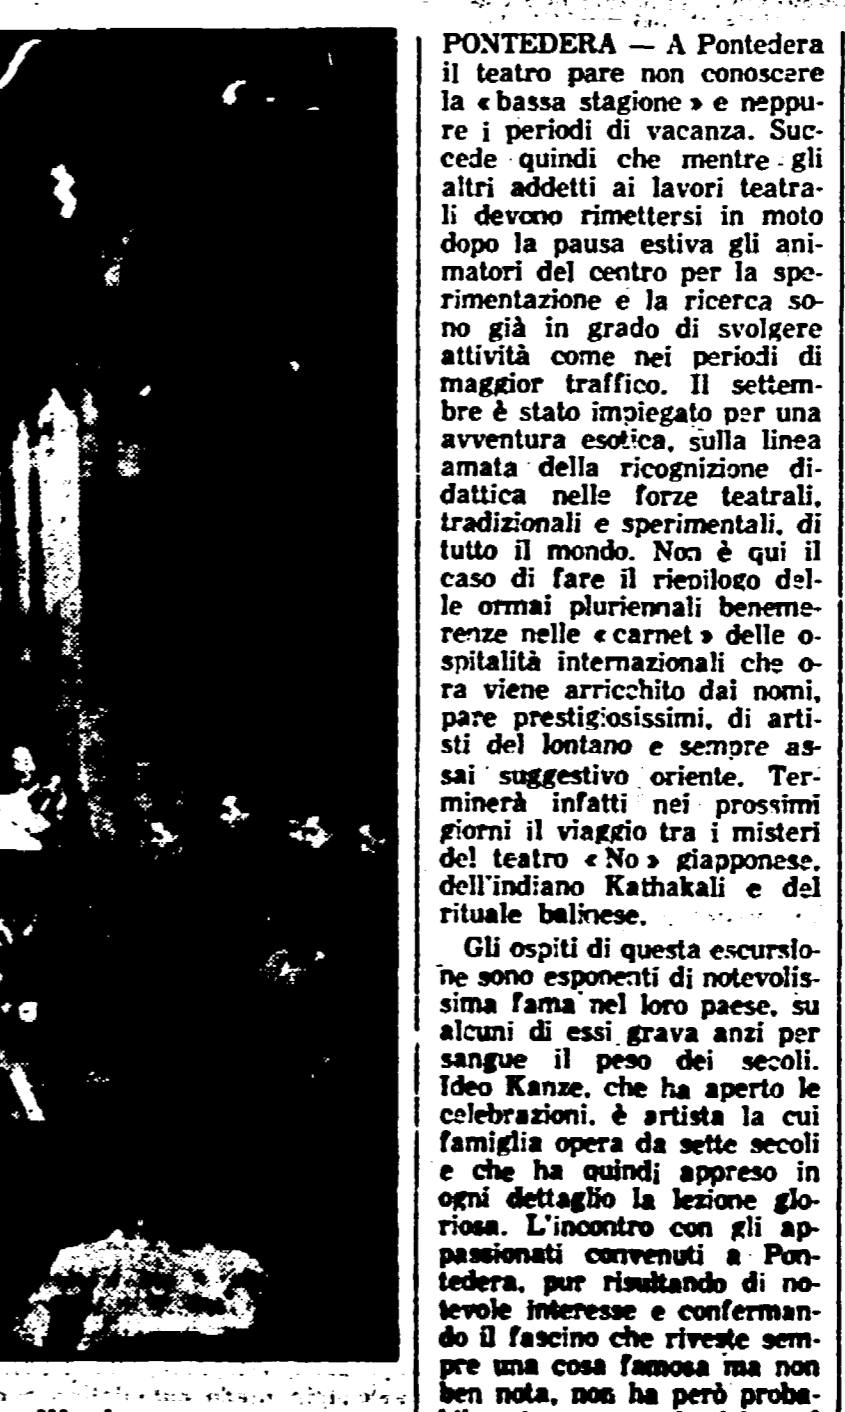 PONTEDERA — A Pontedera
il teatro pare non conoscere
la « bassa stagione » e neppu-
re i periodi di vacanza. Suc-
cede quindi che mentre gli
altri addetti ai lavori teatra-
li devono rimettersi in moto
dopo la pausa estiva gli ani-
matori del centro per la spe-
rimentazione e la ricerca so-
no già in grado di svolgere
attività come nei periodi di
maggior traffico. Il settem-
bre è stato impiegato per una
avventura esotica, sulla linea
amata della ricognizione di-
dattica nelle forze teatrali,
tradizionali e sperimentali, di
tutto il mondo. Non è qui il
caso di fare il riepilogo del-
le ormai pluriennali beneme-
renze nelle « carnet » delle o-
spitalità internazionali che o-
ra viene arricchito dai nomi,
pare prestigiosissimi, di arti-
sti del lontano e sempre as-
sai suggestivo oriente. Ter-
minerà infatti nei prossimi
giorni il viaggio tra i misteri
del teatro « No » giapponese,
dell'indiano Kathakali e del
rituale balinese.
Gli ospiti di questa escursio-
ne sono esponenti di notevolis-
sima fama nel loro paese, su
alcuni di essi grava anzi per
sangue il peso dei secoli.
Ideo Kanze, che ha aperto le
celebrazioni, è artista la cui
famiglia opera da sette secoli
e che ha quindi appreso in
ogni dettaglio la lezione glo-
riosa. L'incontro con gli ap-
passionati convenuti a Pon-
tedera, pur risultando di no-
tevole interesse e conferman-
do il fascino che riveste sem-
pre una cosa famosa ma non
ben nota, non ha però proba-